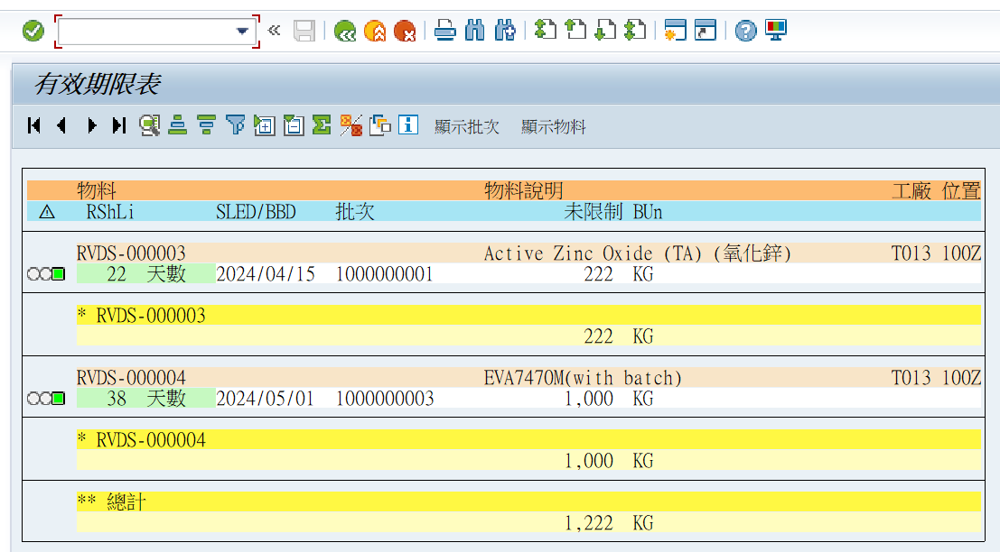 有效期限表
顯示批次 顯示物料
物料 物料說明 工廠 位置
RShLi SLED/BBD 批次 未限制 BUn
RVDS-000003 Active Zinc Oxide (TA) (氧化鋅) T013 100Z
22 天數 2024/04/15 1000000001 222 KG
* RVDS-000003
222 KG
RVDS-000004 EVA7470M(with batch) T013 100Z
38 天數 2024/05/01 1000000003 1,000 KG
* RVDS-000004
1,000 KG
** 總計
1,222 KG